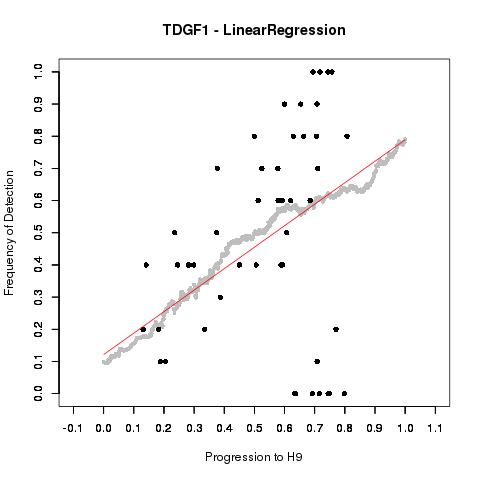 TDGF1 - LinearRegression
Frequency of Detection
1.0
0.9
0.8
0.7
0.6
0.5
0.4
0.3
0.2
0.1
0.0
-0.1 0.0 0.1 0.2 0.3 0.4 0.5 0.6 0.7 0.8 0.9 1.0 1.1
Progression to H9